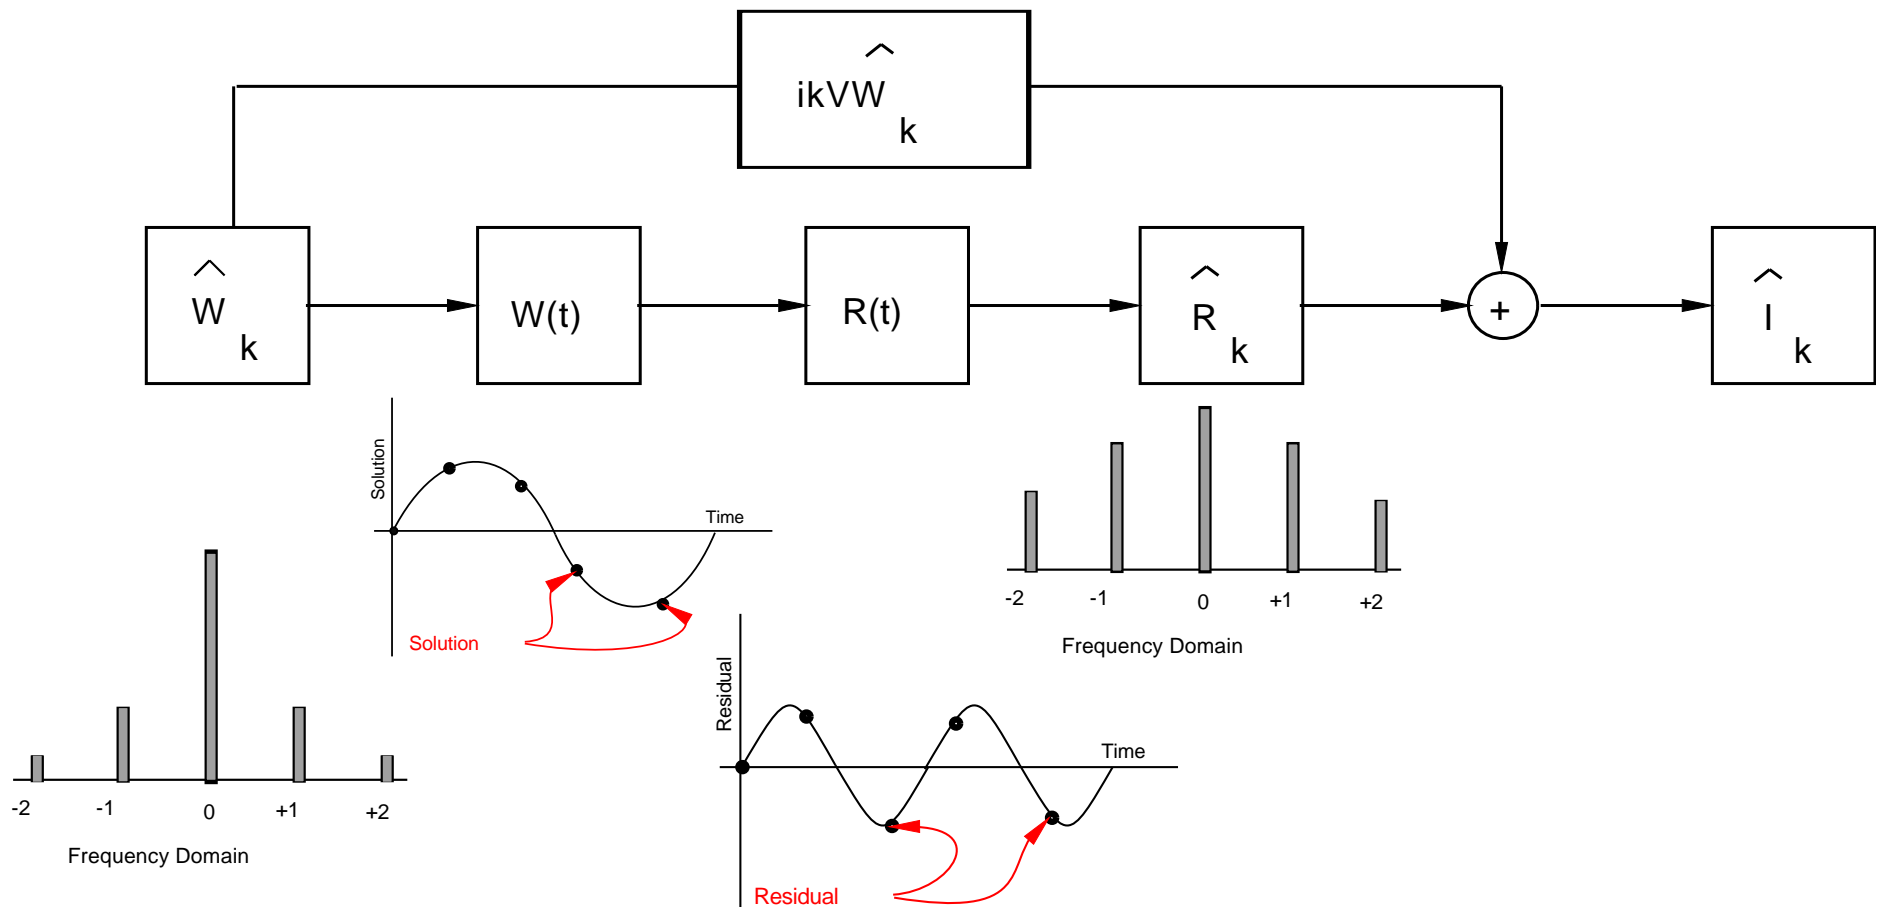 ikVŴ
k
Ŵ
k
W(t)
R(t)
R̂
k
+
Î
k
Solution
Time
Solution
-2
-1
0
+1
+2
Frequency Domain
Residual
Time
Residual
-2
-1
0
+1
+2
Frequency Domain